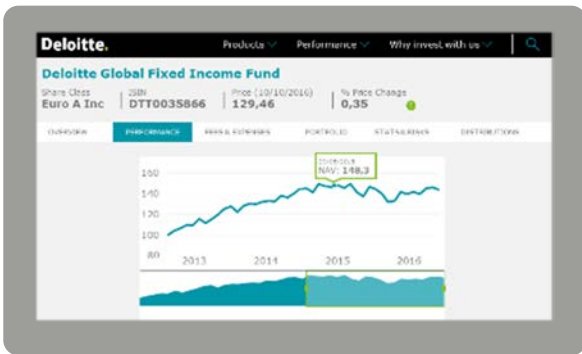 Deloitte.
Products Performance Why invest with us
Deloitte Global Fixed Income Fund
Share Class ISIN Price (10/10/2016) % Price Change
Euro A Inc DTT0035866 129,46 0,35
OVERVIEW PERFORMANCE FEES & EXPENSES PORTFOLIO STATS&RISKS DISTRIBUTIONS
NAV: 148,3
160
140
120
100
80
2013 2014 2015 2016